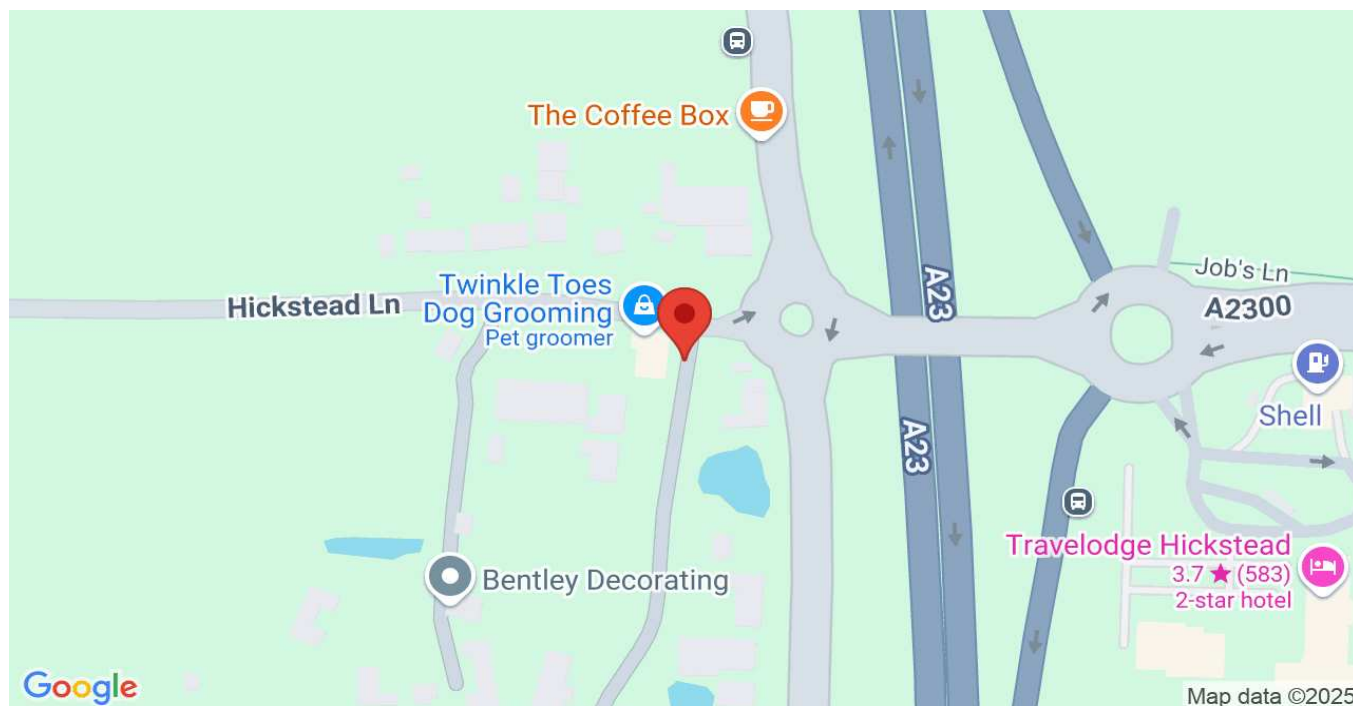 The Coffee Box
Job's Ln
A23
A2300
Twinkle Toes
Dog Grooming
Pet groomer
Hickstead Ln
Shell
A23
Travelodge Hickstead
3.7 ★ (583)
2-star hotel
Bentley Decorating
Google
Map data ©2025